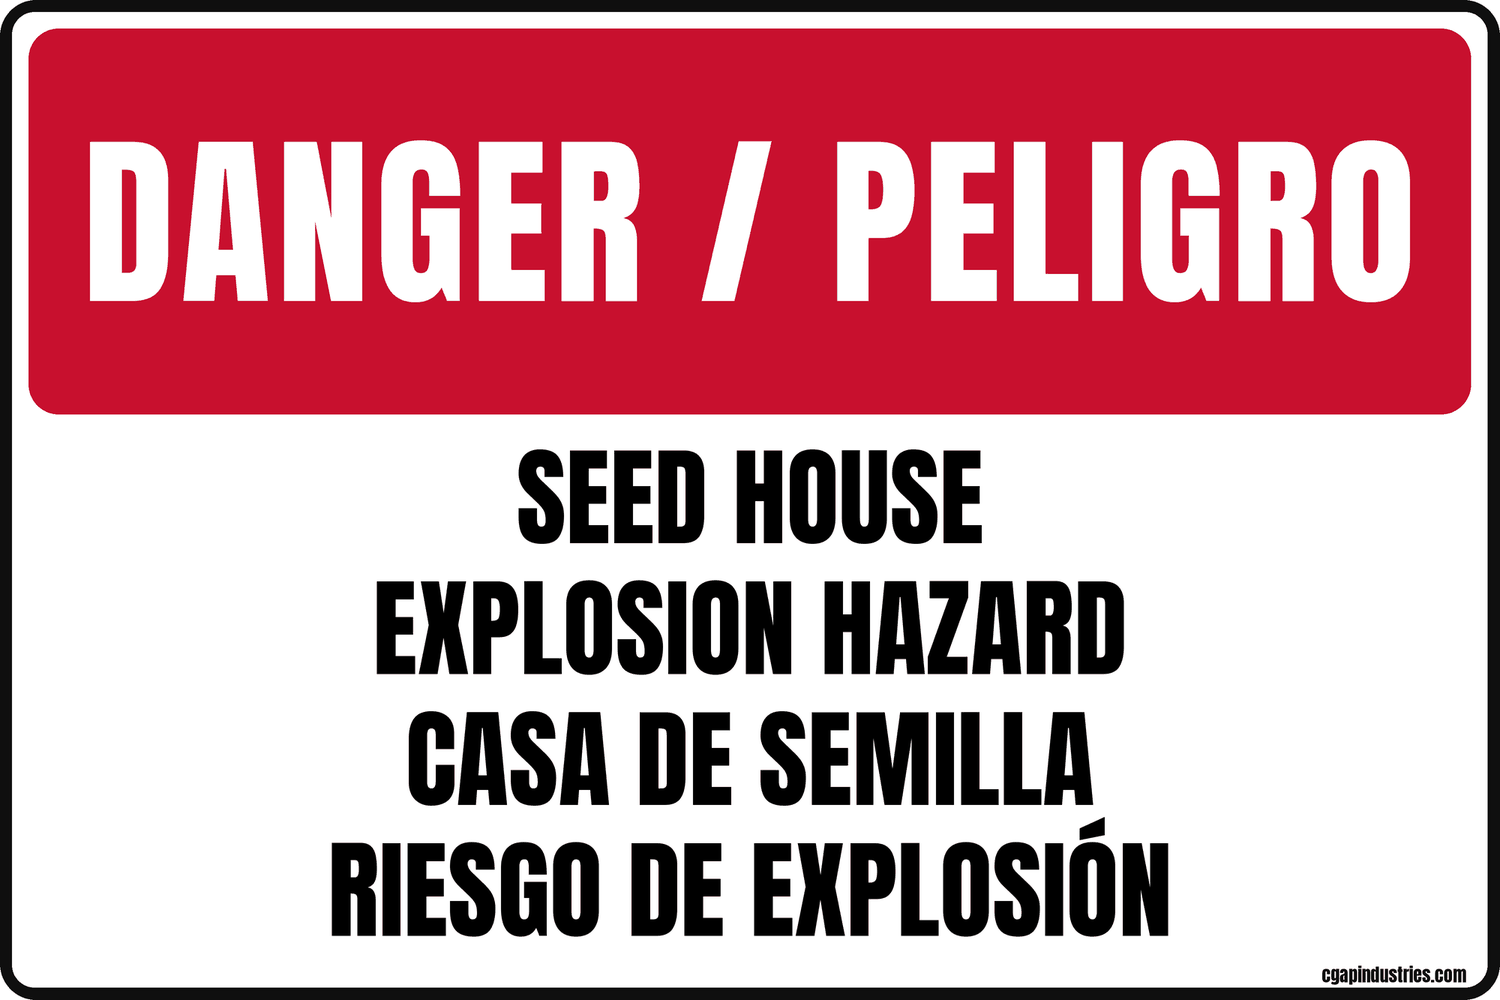 DANGER / PELIGRO
SEED HOUSE
EXPLOSION HAZARD
CASA DE SEMILLA
RIESGO DE EXPLOSIÓN
cgapindustries.com